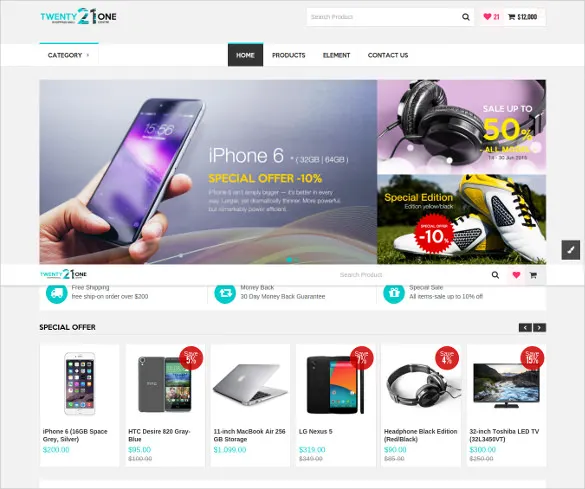 TWENTY 21 ONE
SHOPPING MALL CENTRE
Search Product
21
$12,000
CATEGORY
HOME PRODUCTS ELEMENT CONTACT US
15:56
iPhone 6 * ( 32GB | 64GB )
SPECIAL OFFER -10%
iPhone 6 isn't simply bigger — it's better in every
way. Larger, yet dramatically thinner. More powerful,
but remarkably power efficient.
SALE UP TO
50%
- ALL MODEL -
14 - 30 Jun 2015
Special Edition
Edition yellow/black
SPECIAL OFFER
-10%
TWENTY 21 ONE
Search Product
Free Shipping
free ship-on order over $200
Money Back
30 Day Money Back Guarantee
Special Sale
All items-sale up to 10% off
SPECIAL OFFER
iPhone 6 (16GB Space
Grey, Silver)
$200.00
Save
5%
HTC Desire 820 Gray-
Blue
$95.00
$100.00
11-inch MacBook Air 256
GB Storage
$1,099.00
Save
LG Nexus 5
$319.00
$349.00
Save
4%
Headphone Black Edition
(Red/Black)
$90.00
$85.00
Save
15%
32-inch Toshiba LED TV
(32L3450VT)
$300.00
$250.00